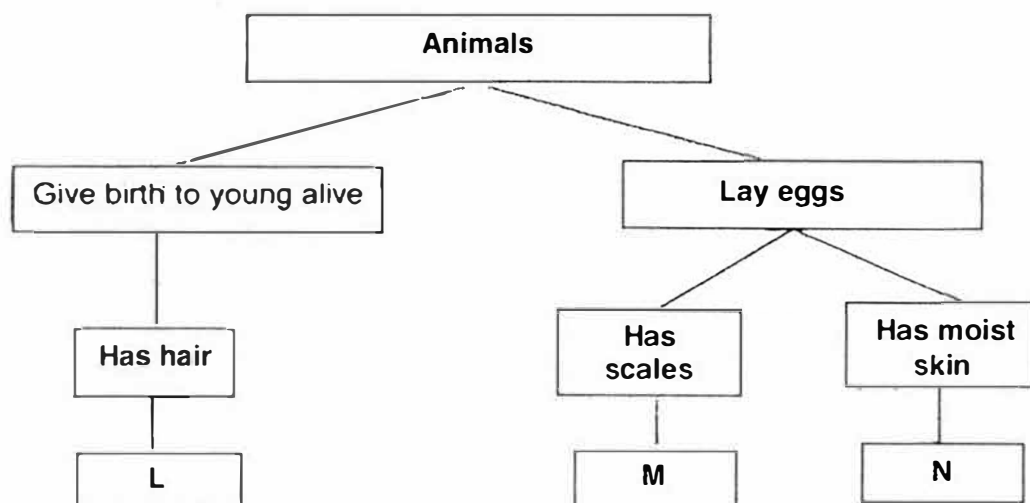 Animals
Give birth to young alive
Lay eggs
Has hair
Has
scales
Has moist
skin
L
M
N